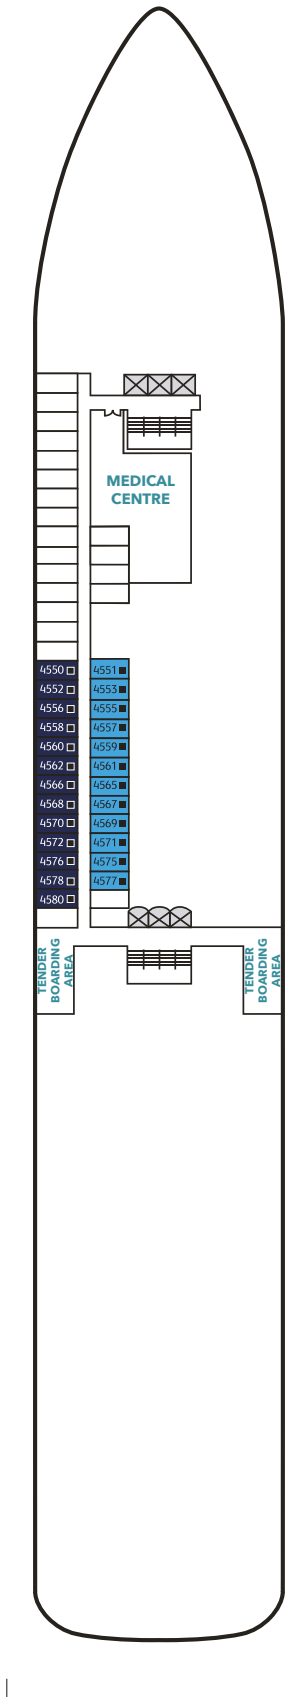 MEDICAL
CENTRE
4550 4551
4552 4553
4556 4555
4558 4557
4560 4559
4562 4561
4566 4565
4568 4567
4570 4569
4572 4571
4576 4575
4578 4577
4580
TENDER
BOARDING
AREA
TENDER
BOARDING
AREA